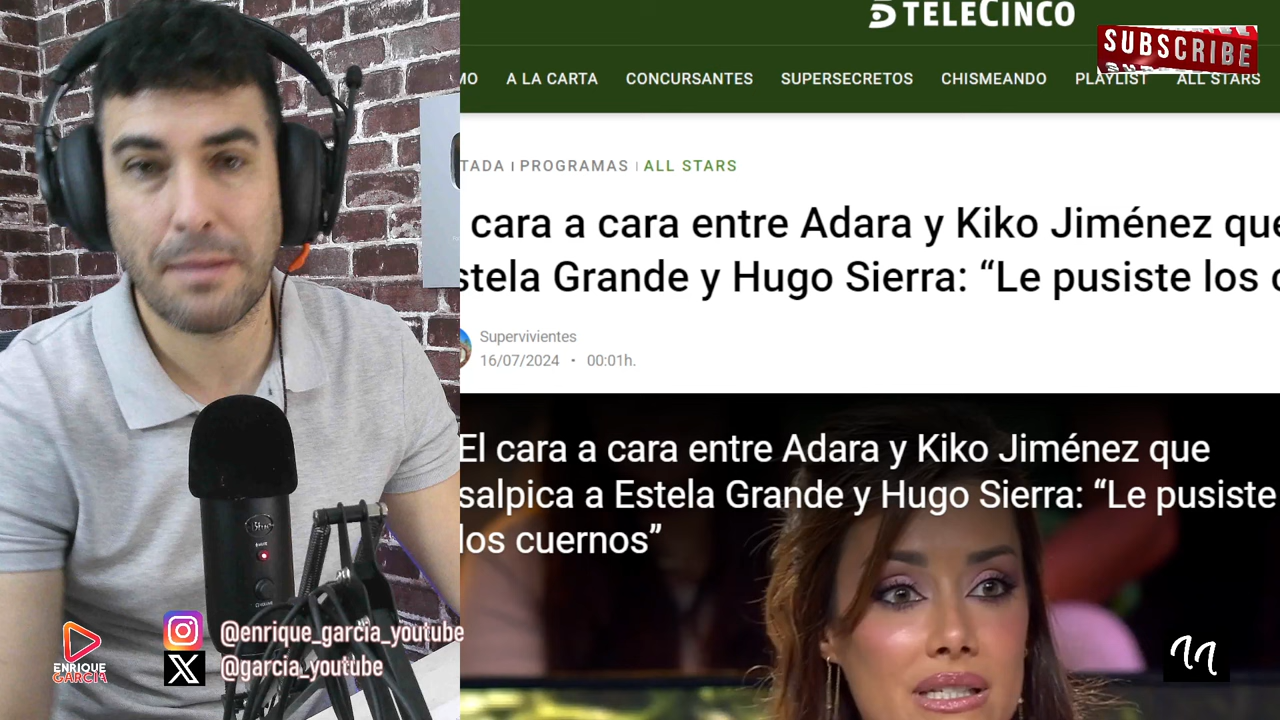 TELECINCO
SUBSCRIBE
MO A LA CARTA CONCURSANTES SUPERSECRETOS CHISMEANDO PLAYLIST ALL STARS
TADA | PROGRAMAS | ALL STARS
cara a cara entre Adara y Kiko Jiménez que
stela Grande y Hugo Sierra: “Le pusiste los c
Supervivientes
16/07/2024 • 00:01h.
El cara a cara entre Adara y Kiko Jiménez que
salpica a Estela Grande y Hugo Sierra: “Le pusiste
los cuernos”
@enrique_garcia_youtube
@garcia_youtube
ENRIQUE
GARCIA